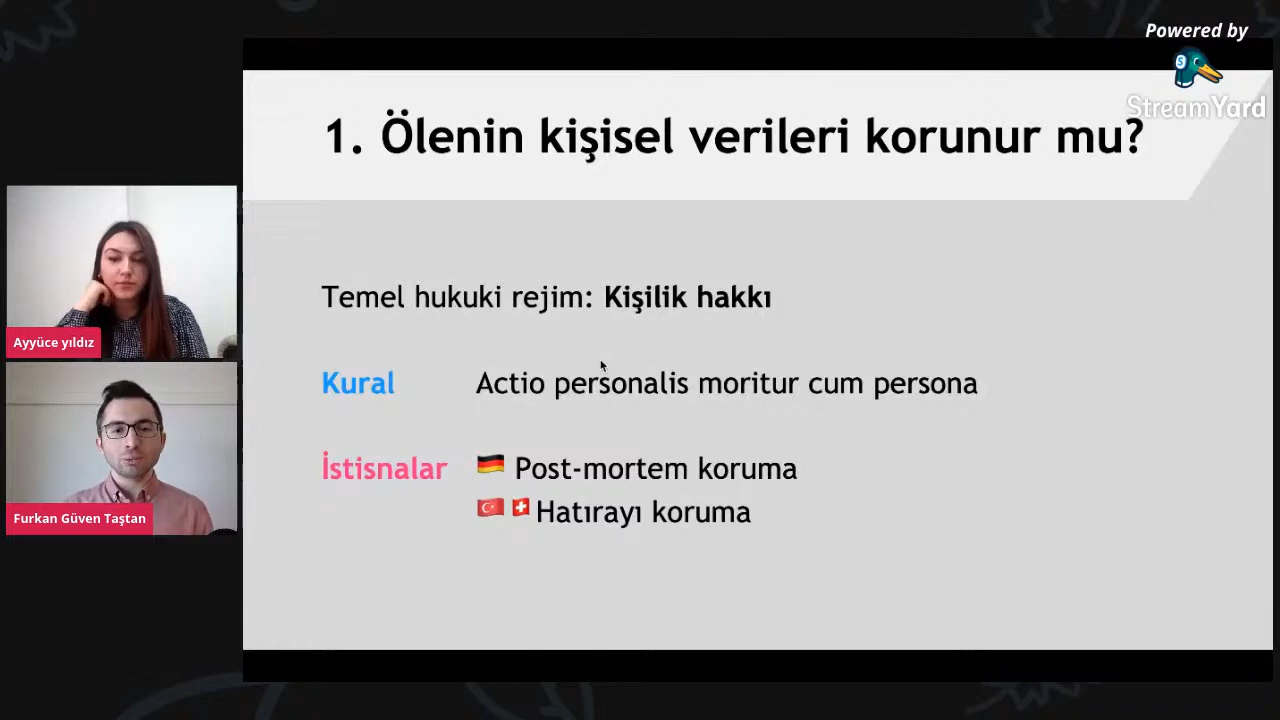 Powered by
StreamYard
1. Ölenin kişisel verileri korunur mu?
Temel hukuki rejim: Kişilik hakkı
Kural Actio personalis moritur cum persona
İstisnalar Post-mortem koruma
Hatırayı koruma
Ayyüce yıldız
Furkan Güven Taştan